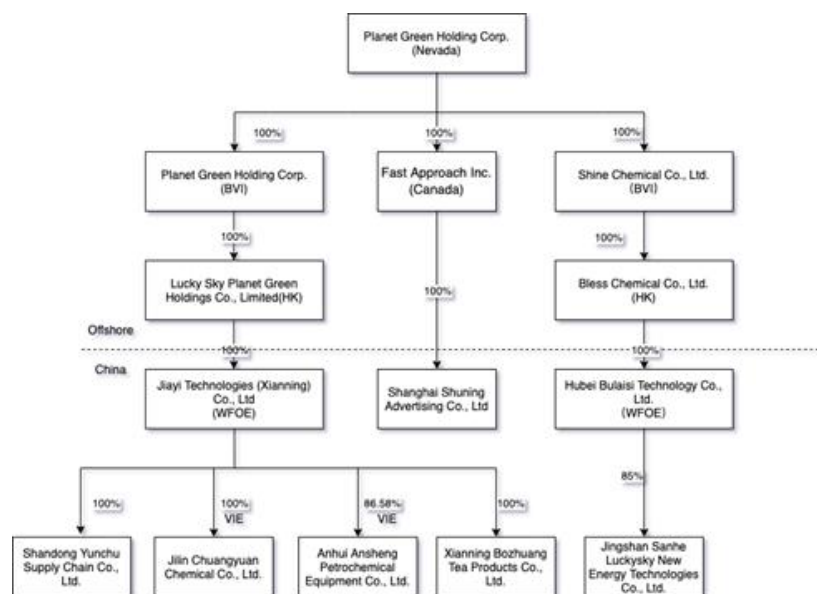 Planet Green Holding Corp.
(Nevada)
100%
100%
100%
Planet Green Holding Corp.
(BVI)
Fast Approach Inc.
(Canada)
Shine Chemical Co., Ltd.
(BVI)
100%
100%
100%
Lucky Sky Planet Green
Holdings Co., Limited(HK)
Bless Chemical Co., Ltd.
(HK)
Offshore
100%
100%
China
Jiayi Technologies (Xianning)
Co., Ltd
(WFOE)
Shanghai Shuning
Advertising Co., Ltd
Hubei Bulaisi Technology Co.,
Ltd.
(WFOE)
100%
100%
VIE
86.58%
VIE
100%
85%
Shandong Yunchu
Supply Chain Co.,
Ltd.
Jilin Chuangyuan
Chemical Co., Ltd.
Anhui Ansheng
Petrochemical
Equipment Co., Ltd.
Xianning Bozhuang
Tea Products Co.,
Ltd.
Jingshan Sanhe
Luckysky New
Energy Technologies
Co., Ltd.